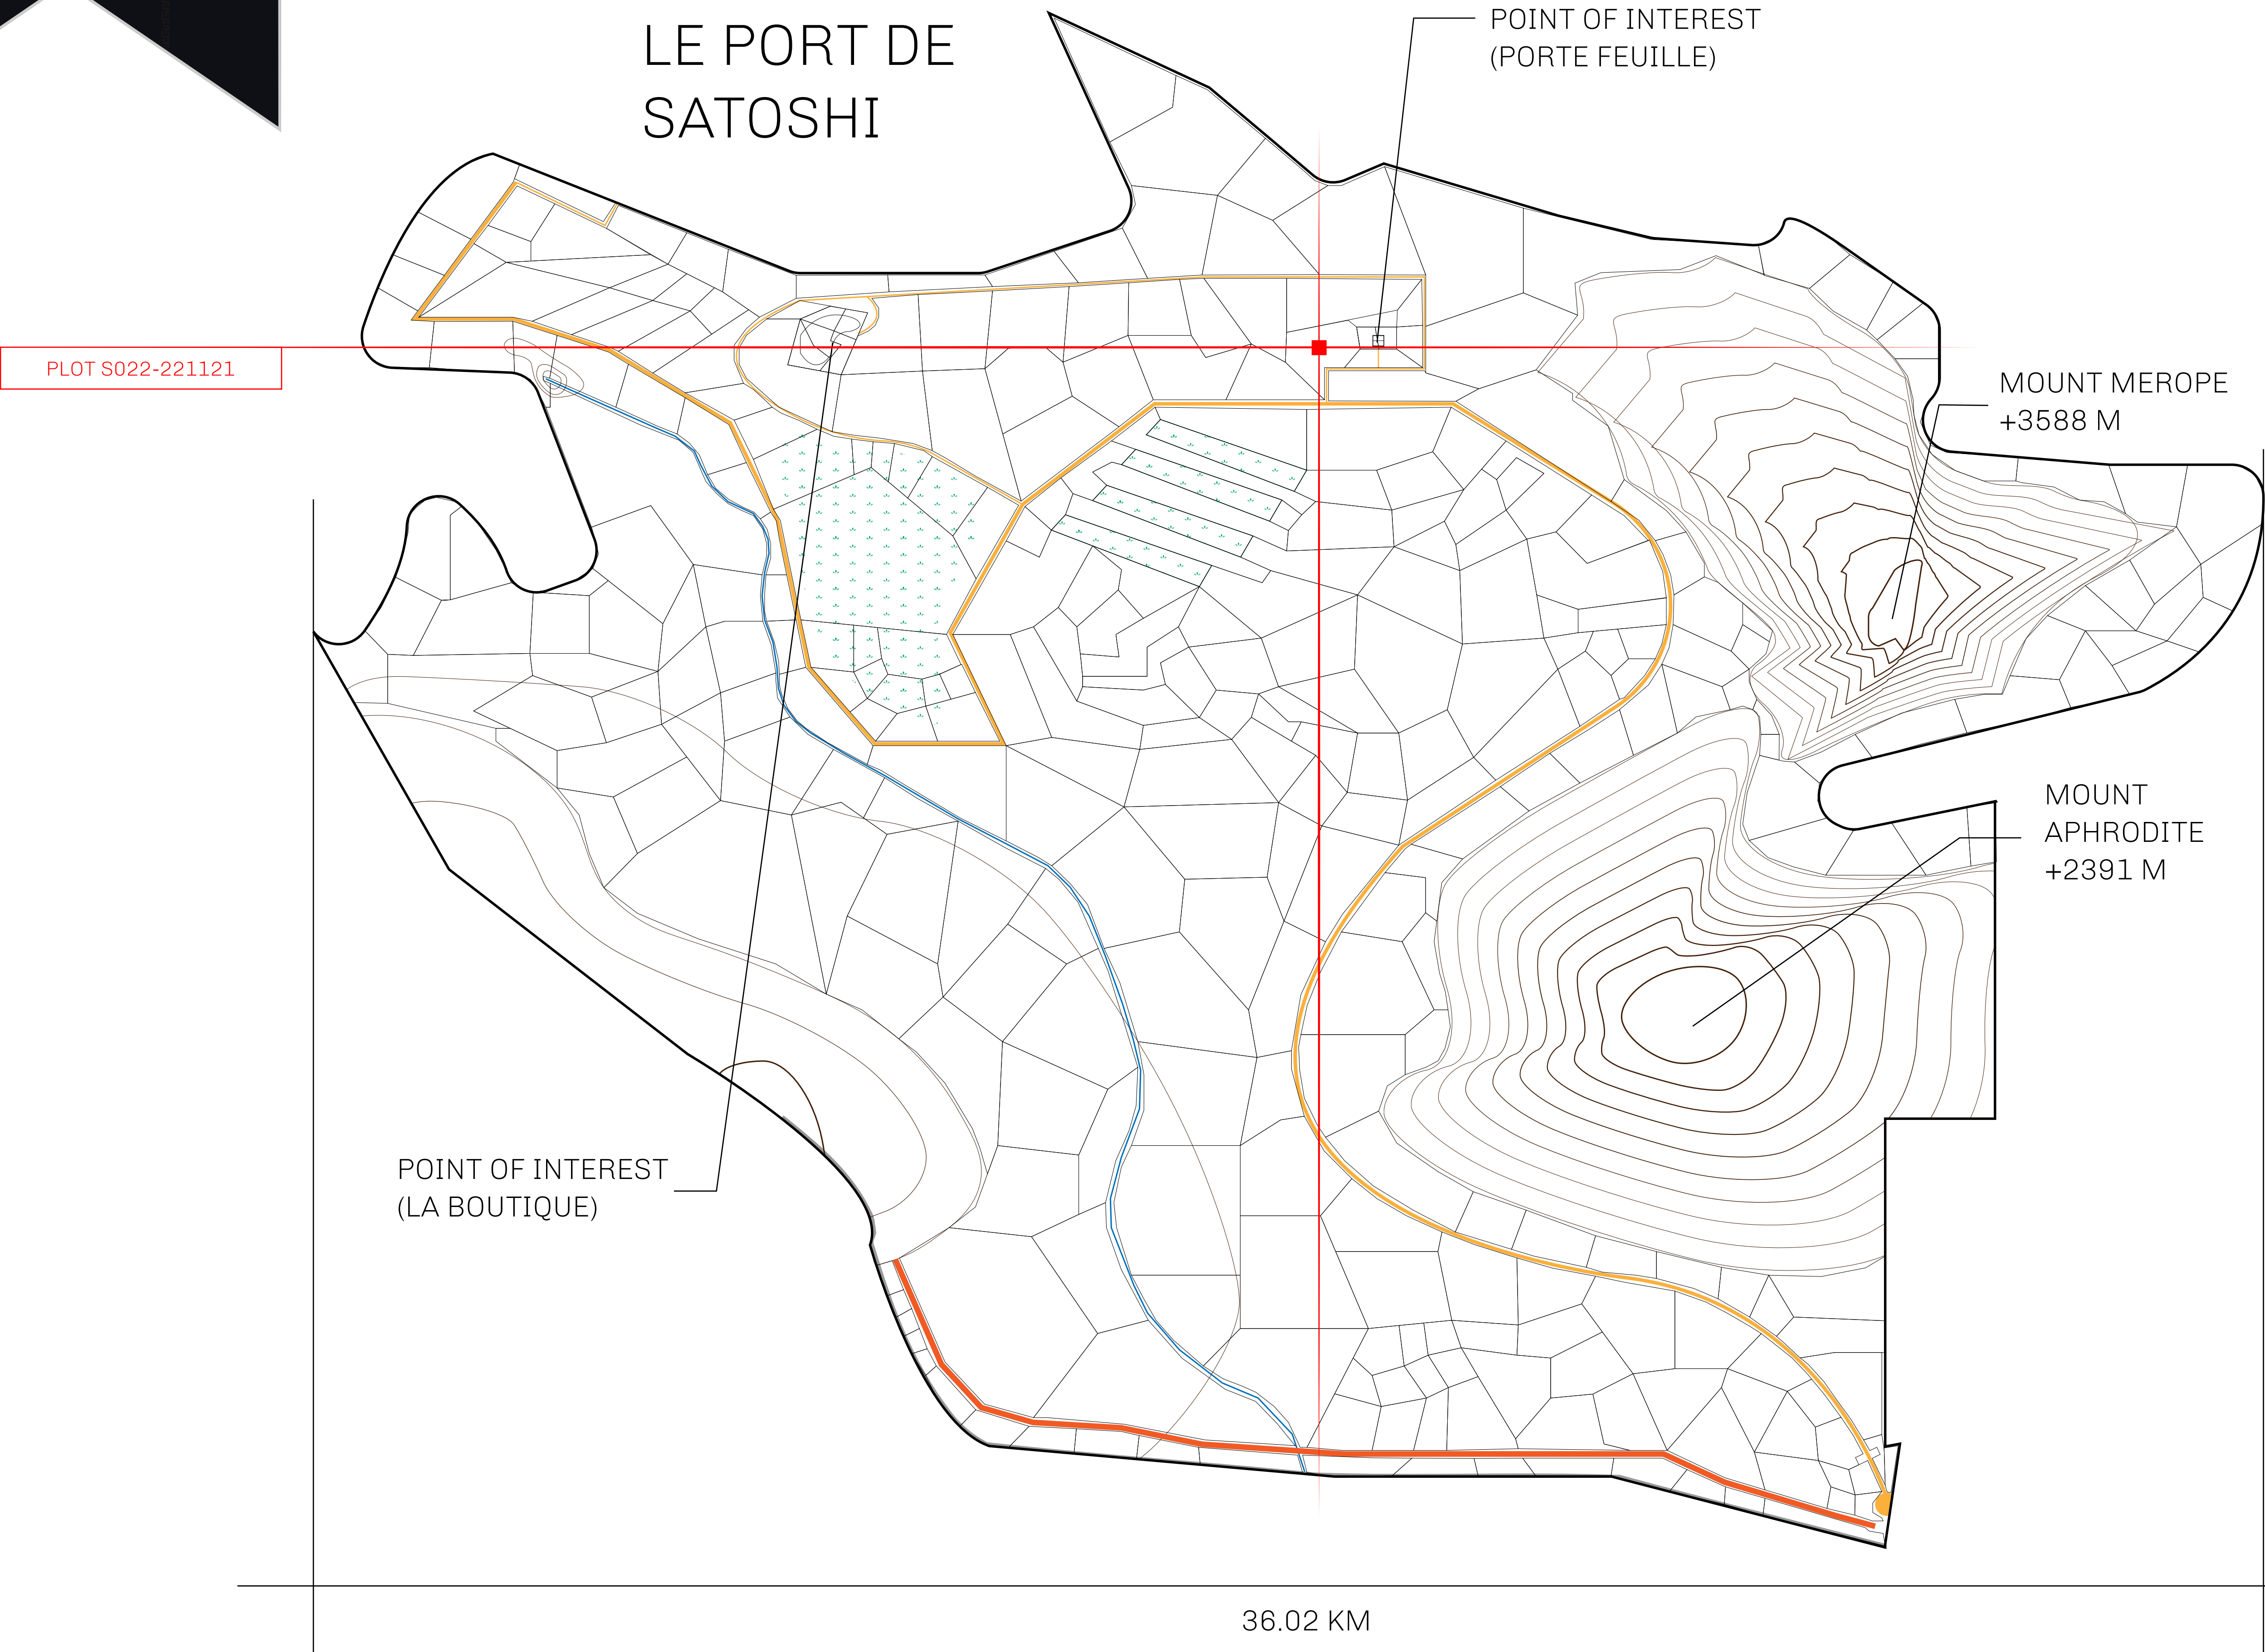 LE PORT DE
SATOSHI
POINT OF INTEREST
(PORTE FEUILLE)
PLOT S022-221121
MOUNT MEROPE
+3588 M
MOUNT
APHRODITE
+2391 M
POINT OF INTEREST
(LA BOUTIQUE)
36.02 KM